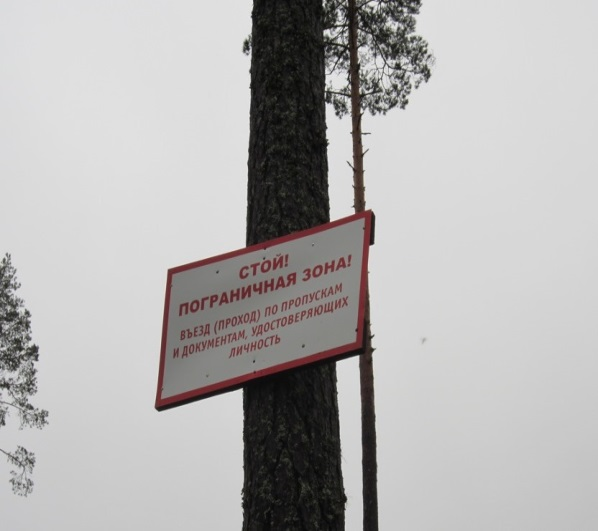 СТОЙ!
ПОГРАНИЧНАЯ ЗОНА!
ВЪЕЗД (ПРОХОД) ПО ПРОПУСКАМ
И ДОКУМЕНТАМ, УДОСТОВЕРЯЮЩИХ
ЛИЧНОСТЬ